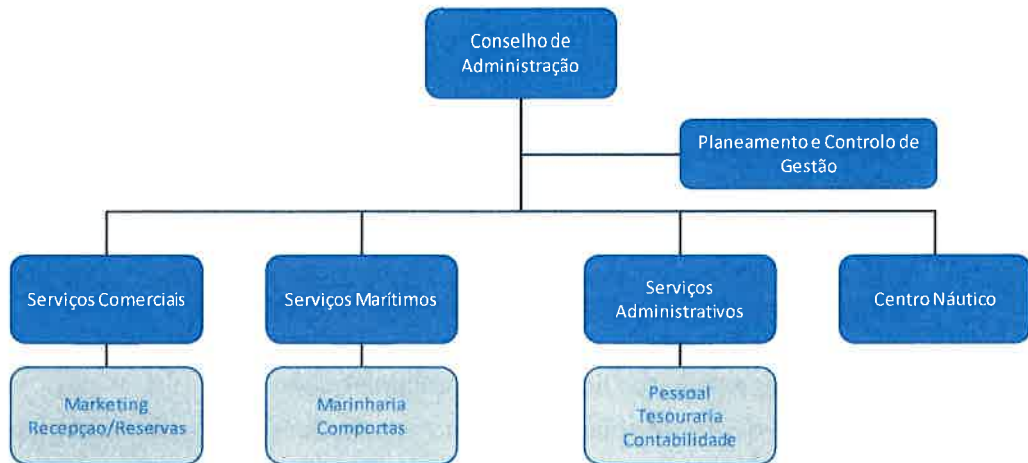 Conselho de
Administração
Planeamento e Controlo de
Gestão
Serviços Comerciais
Serviços Marítimos
Serviços
Administrativos
Centro Náutico
Marketing
Recepçao/Reservas
Marinharia
Comportas
Pessoal
Tesouraria
Contabilidade